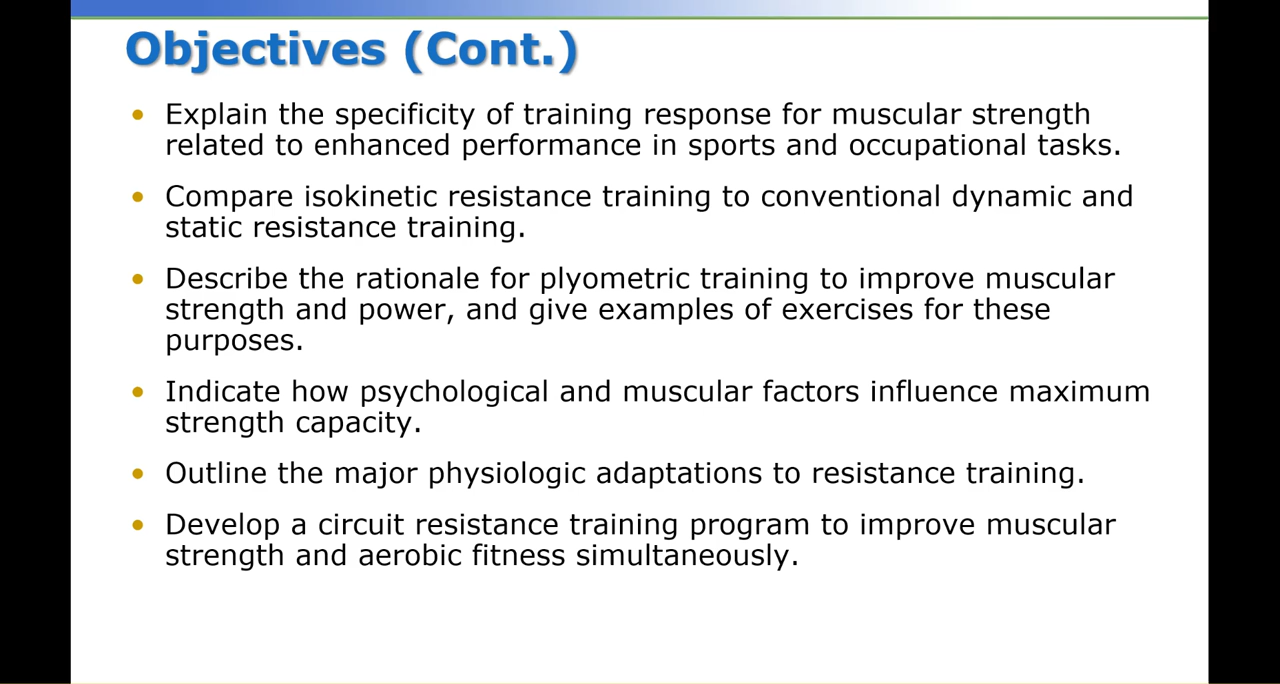 Objectives (Cont.)
• Explain the specificity of training response for muscular strength
related to enhanced performance in sports and occupational tasks.
• Compare isokinetic resistance training to conventional dynamic and
static resistance training.
• Describe the rationale for plyometric training to improve muscular
strength and power, and give examples of exercises for these
purposes.
• Indicate how psychological and muscular factors influence maximum
strength capacity.
• Outline the major physiologic adaptations to resistance training.
• Develop a circuit resistance training program to improve muscular
strength and aerobic fitness simultaneously.